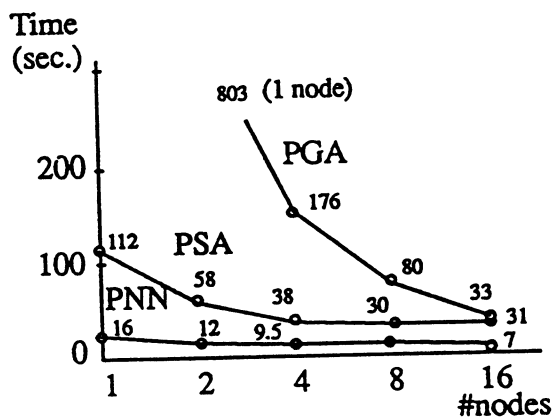 Time
(sec.)
803 (1 node)
PGA
200
176
112
PSA
80
100
58
PNN
38
30
33
31
16
12
9.5
7
0
1 2 4 8 16
#nodes